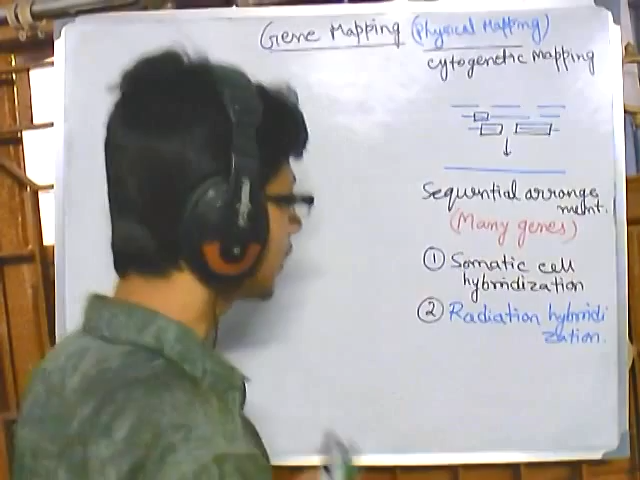 Gene Mapping (Physical Mapping)
Cytogenetic Mapping
Sequential arrange
ment.
(Many genes)
① Somatic cell
hybridization
② Radiation hybridi
zation.